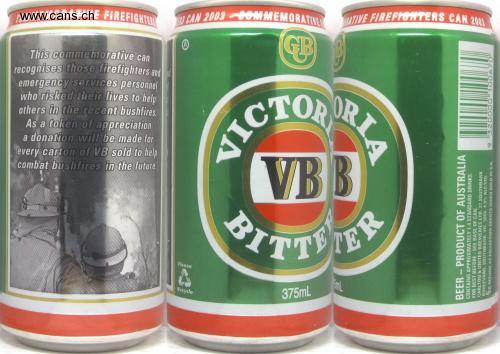 www.cans.ch
ATIVE FIREFIGHTERS
This commemorative can
recognises those firefighters and
emergency services personnel
who risked their lives to help
others in the recent bushfires.
As a token of appreciation
a donation will be made for
every carton of VB sold to help
combat bushfires in the future.
CAN 2003 - COMMEMORATIVE
CUB
VICTORIA
VB
BITTER
Please
Recycle
375mL
ATIVE FIREFIGHTERS CAN 2003
ORIA
B
TTER
BEER – PRODUCT OF AUSTRALIA